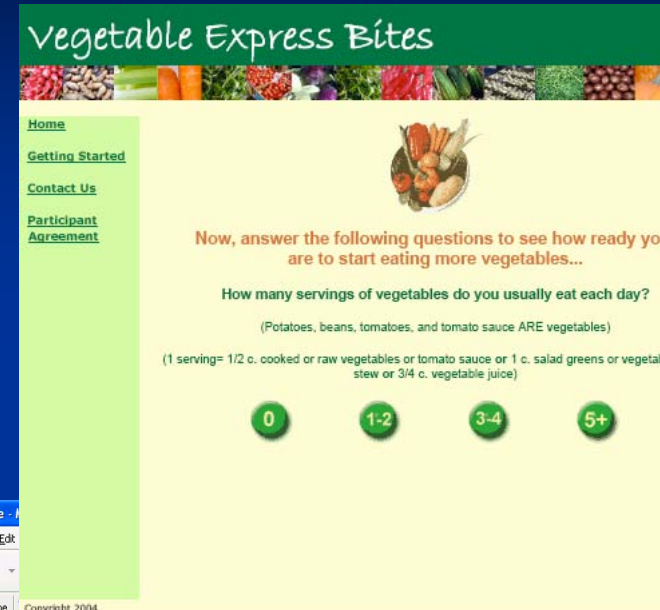 Vegetable Express Bites
Home
Getting Started
Contact Us
Participant
Agreement
Now, answer the following questions to see how ready yo
are to start eating more vegetables...
How many servings of vegetables do you usually eat each day?
(Potatoes, beans, tomatoes, and tomato sauce ARE vegetables)
(1 serving= 1/2 c. cooked or raw vegetables or tomato sauce or 1 c. salad greens or vegetal
stew or 3/4 c. vegetable juice)
0
1-2
3-4
5+
Edit
Copyright 2004